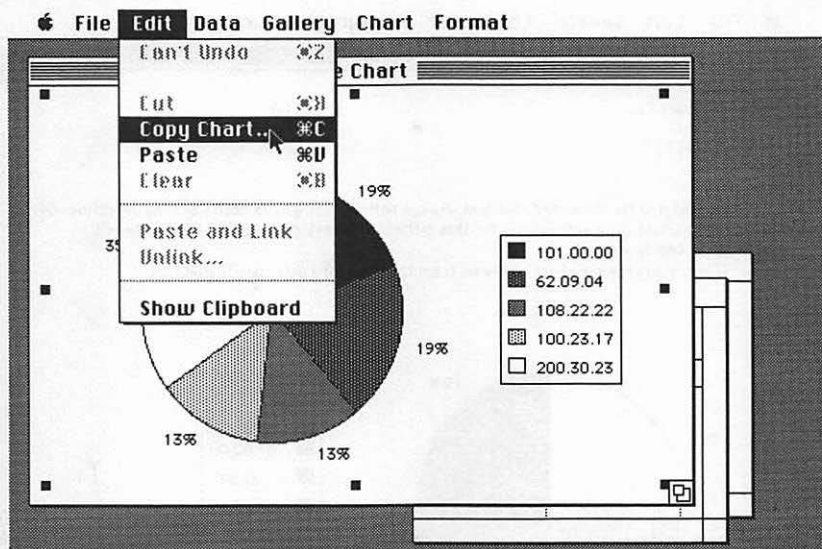 File Edit Data Gallery Chart Format
Can't Undo ⌘Z
Chart
Cut ⌘X
Copy Chart... ⌘C
Paste ⌘V
Clear ⌘B
Paste and Link
Unlink...
Show Clipboard
19%
19%
13%
13%
101.00.00
62.09.04
108.22.22
100.23.17
200.30.23